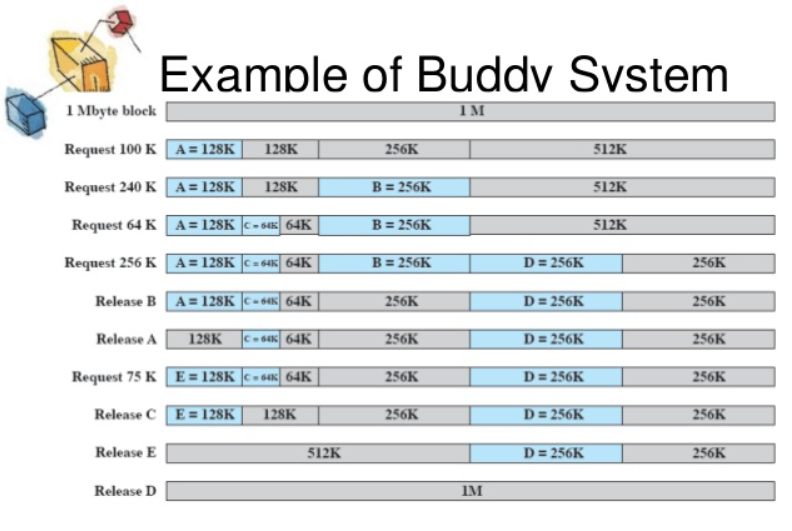 Example of Buddy System
1 Mbyte block 1 M
Request 100 K A = 128K 128K 256K 512K
Request 240 K A = 128K 128K B = 256K 512K
Request 64 K A = 128K C = 64K 64K B = 256K 512K
Request 256 K A = 128K C = 64K 64K B = 256K D = 256K 256K
Release B A = 128K C = 64K 64K 256K D = 256K 256K
Release A 128K C = 64K 64K 256K D = 256K 256K
Request 75 K E = 128K C = 64K 64K 256K D = 256K 256K
Release C E = 128K 128K 256K D = 256K 256K
Release E 512K D = 256K 256K
Release D 1M